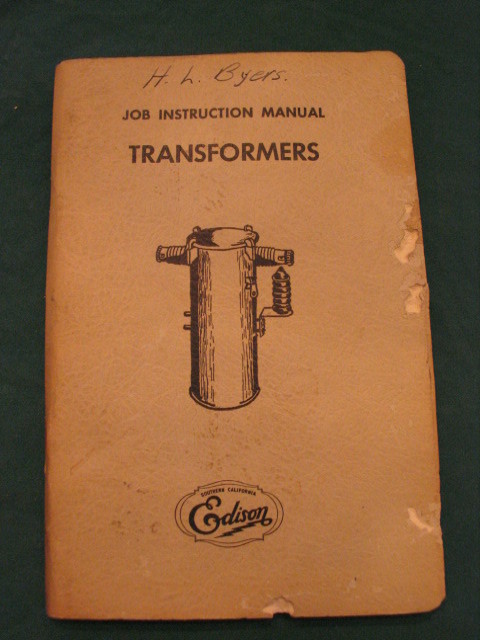 H. L. Byers.
JOB INSTRUCTION MANUAL
TRANSFORMERS
SOUTHERN CALIFORNIA
Edison